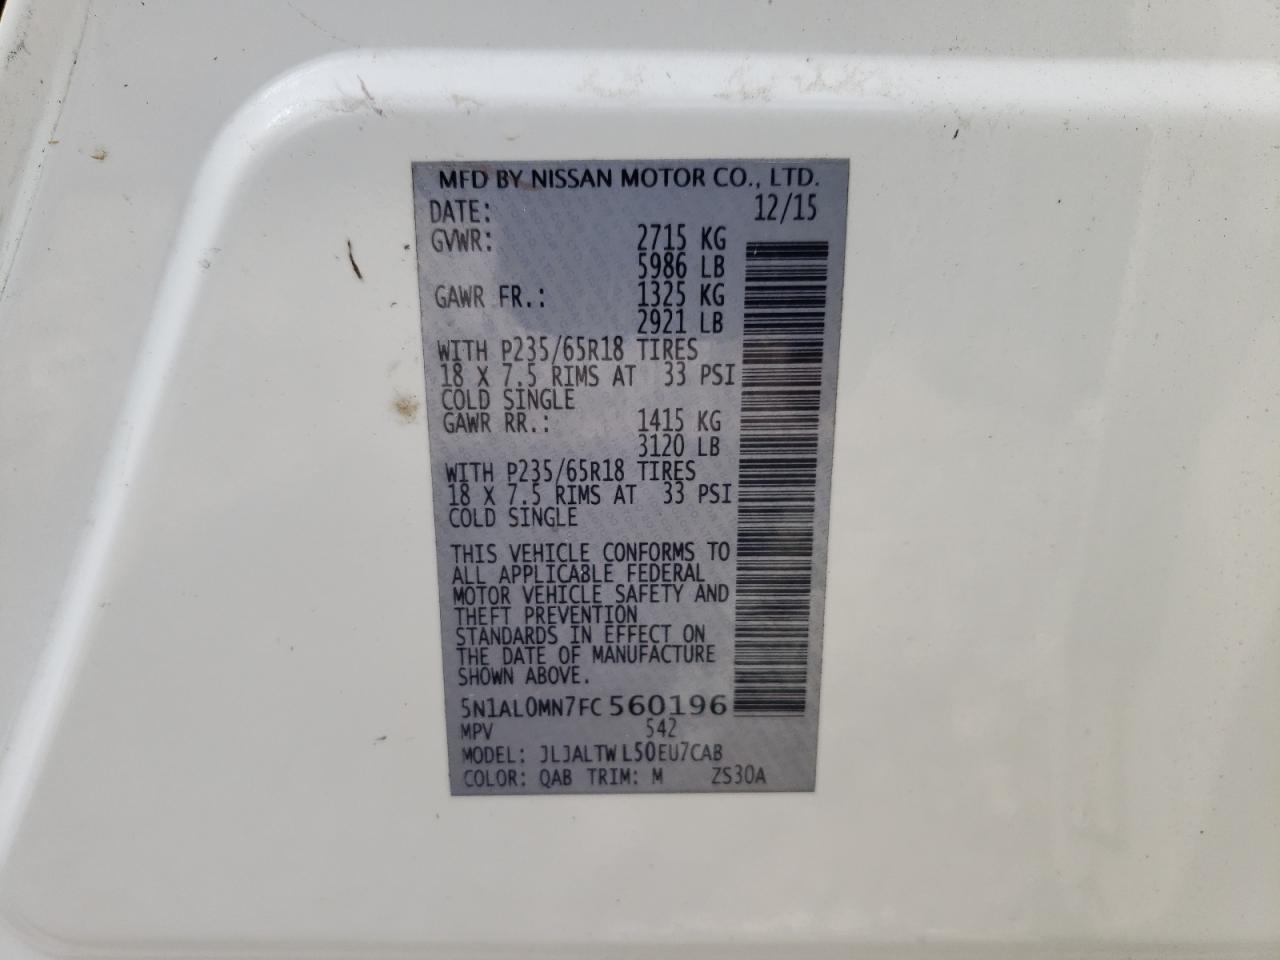 MFD BY NISSAN MOTOR CO., LTD.
DATE: 12/15
GVWR: 2715 KG
5986 LB
GAWR FR.: 1325 KG
2921 LB
WITH P235/65R18 TIRES
18 X 7.5 RIMS AT 33 PSI
COLD SINGLE
GAWR RR.: 1415 KG
3120 LB
WITH P235/65R18 TIRES
18 X 7.5 RIMS AT 33 PSI
COLD SINGLE
THIS VEHICLE CONFORMS TO
ALL APPLICABLE FEDERAL
MOTOR VEHICLE SAFETY AND
THEFT PREVENTION
STANDARDS IN EFFECT ON
THE DATE OF MANUFACTURE
SHOWN ABOVE.
5N1AL0MN7FC560196
MPV 542
MODEL: JLJALTWL50EU7CAB
COLOR: QAB TRIM: M ZS30A